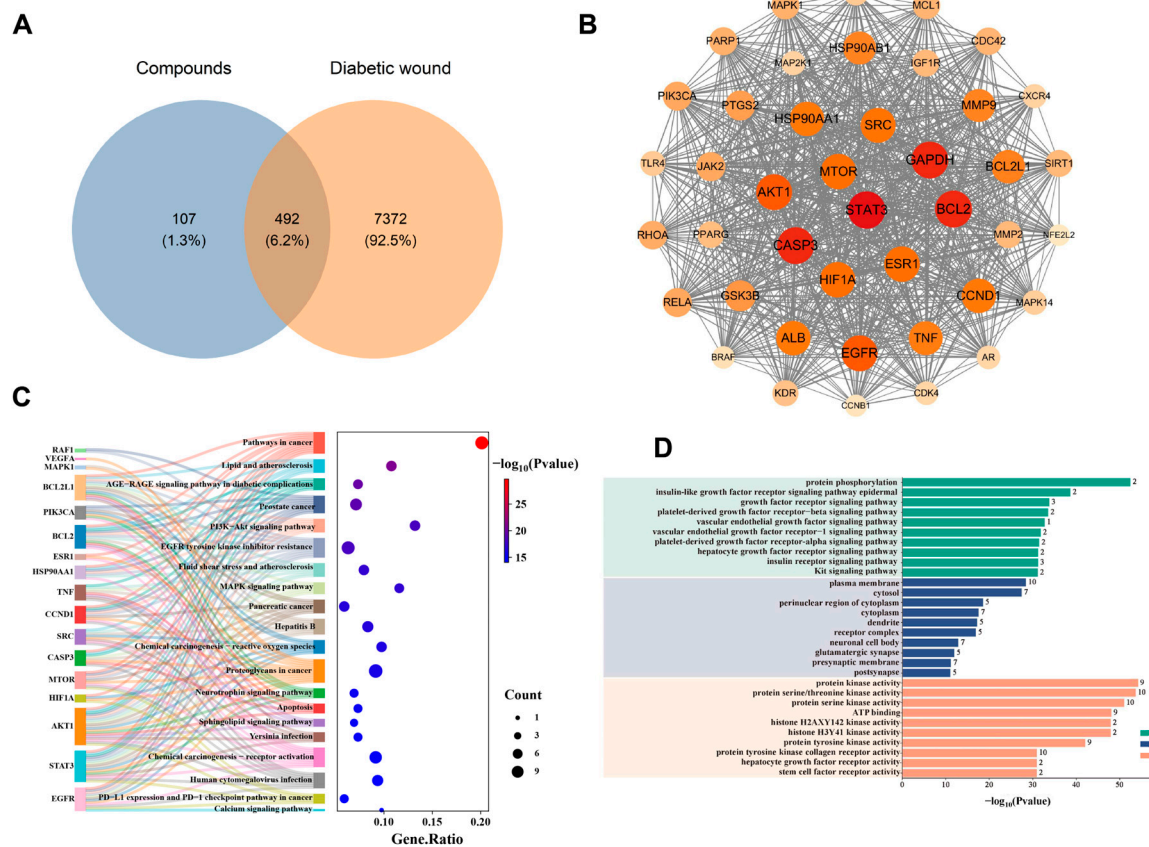 A
Compounds
Diabetic wound
107
(1.3%)
492
(6.2%)
7372
(92.5%)
B
MAPK1
MCL1
PARP1
HSP90AB1
CDC42
MAP2K1
IGF1R
PIK3CA
PTGS2
MMP9
CXCR4
HSP90AA1
SRC
TLR4
JAK2
MTOR
GAPDH
BCL2L1
SIRT1
AKT1
STAT3
BCL2
RHOA
PPARG
CASP3
MMP2
NFE2L2
ESR1
HIF1A
RELA
GSK3B
CCND1
MAPK14
ALB
TNF
BRAF
EGFR
AR
KDR
CCNB1
CDK4
C
RAF1
VEGFA
MAPK1
BCL2L1
PIK3CA
BCL2
ESR1
HSP90AA1
TNF
CCND1
SRC
CASP3
MTOR
HIF1A
AKT1
STAT3
EGFR
Pathways in cancer
Lipid and atherosclerosis
AGE-RAGE signaling pathway in diabetic complications
Prostate cancer
PI3K-Akt signaling pathway
EGFR tyrosine kinase inhibitor resistance
Fluid shear stress and atherosclerosis
MAPK signaling pathway
Pancreatic cancer
Hepatitis B
Chemical carcinogenesis - reactive oxygen species
Proteoglycans in cancer
Neurotrophin signaling pathway
Apoptosis
Sphingolipid signaling pathway
Yersinia infection
Chemical carcinogenesis - receptor activation
Human cytomegalovirus infection
PD-L1 expression and PD-1 checkpoint pathway in cancer
Calcium signaling pathway
0.10
0.15
0.20
Gene.Ratio
−log10(Pvalue)
25
20
15
Count
1
3
6
9
D
protein phosphorylation 2
insulin-like growth factor receptor signaling pathway epidermal 2
growth factor receptor signaling pathway 3
platelet-derived growth factor receptor-beta signaling pathway 2
vascular endothelial growth factor signaling pathway 1
vascular endothelial growth factor receptor-1 signaling pathway 2
platelet-derived growth factor receptor-alpha signaling pathway 2
hepatocyte growth factor receptor signaling pathway 2
insulin receptor signaling pathway 3
Kit signaling pathway 2
plasma membrane 10
cytosol 7
perinuclear region of cytoplasm 5
cytoplasm 7
dendrite 5
receptor complex 5
neuronal cell body 7
glutamatergic synapse 5
presynaptic membrane 7
postsynapse 5
protein kinase activity 9
protein serine/threonine kinase activity 10
protein serine kinase activity 10
ATP binding 9
histone H2AXY142 kinase activity 2
histone H3Y41 kinase activity 2
protein tyrosine kinase activity 9
protein tyrosine kinase collagen receptor activity 10
hepatocyte growth factor receptor activity 2
stem cell factor receptor activity 2
0 10 20 30 40 50
−log10(Pvalue)